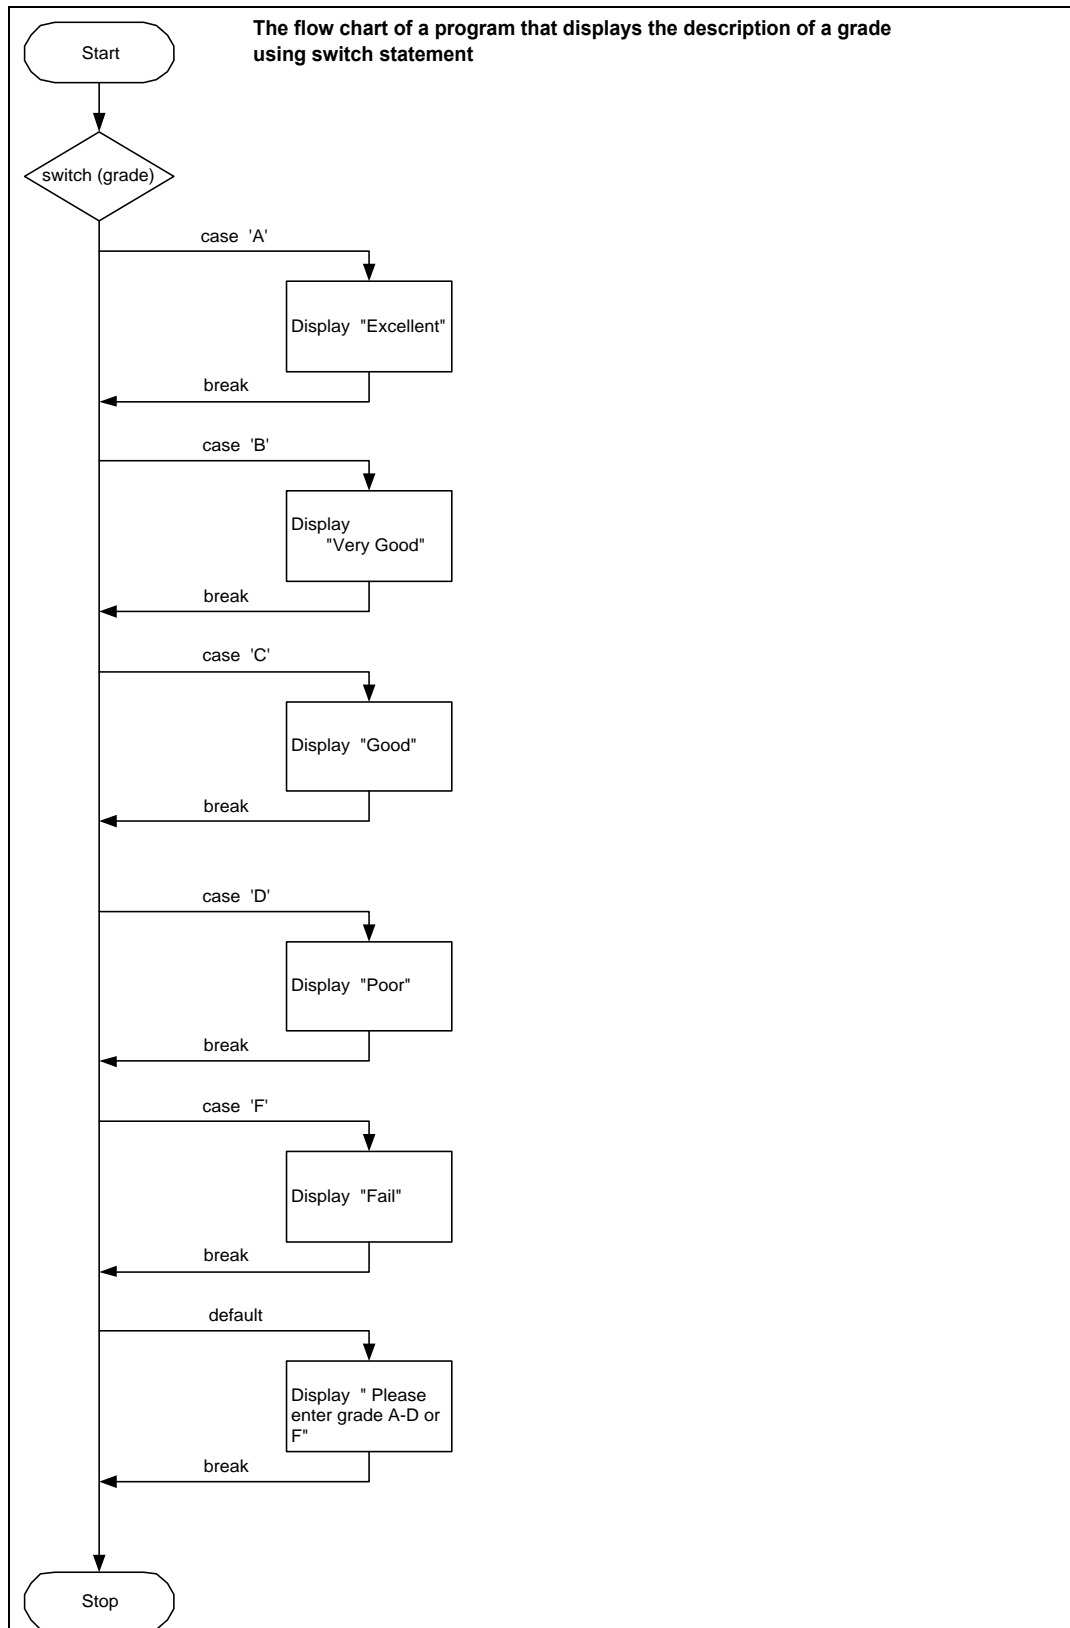 The flow chart of a program that displays the description of a grade
using switch statement
Start
switch (grade)
case 'A'
Display "Excellent"
break
case 'B'
Display
"Very Good"
break
case 'C'
Display "Good"
break
case 'D'
Display "Poor"
break
case 'F'
Display "Fail"
break
default
Display " Please
enter grade A-D or
F"
break
Stop